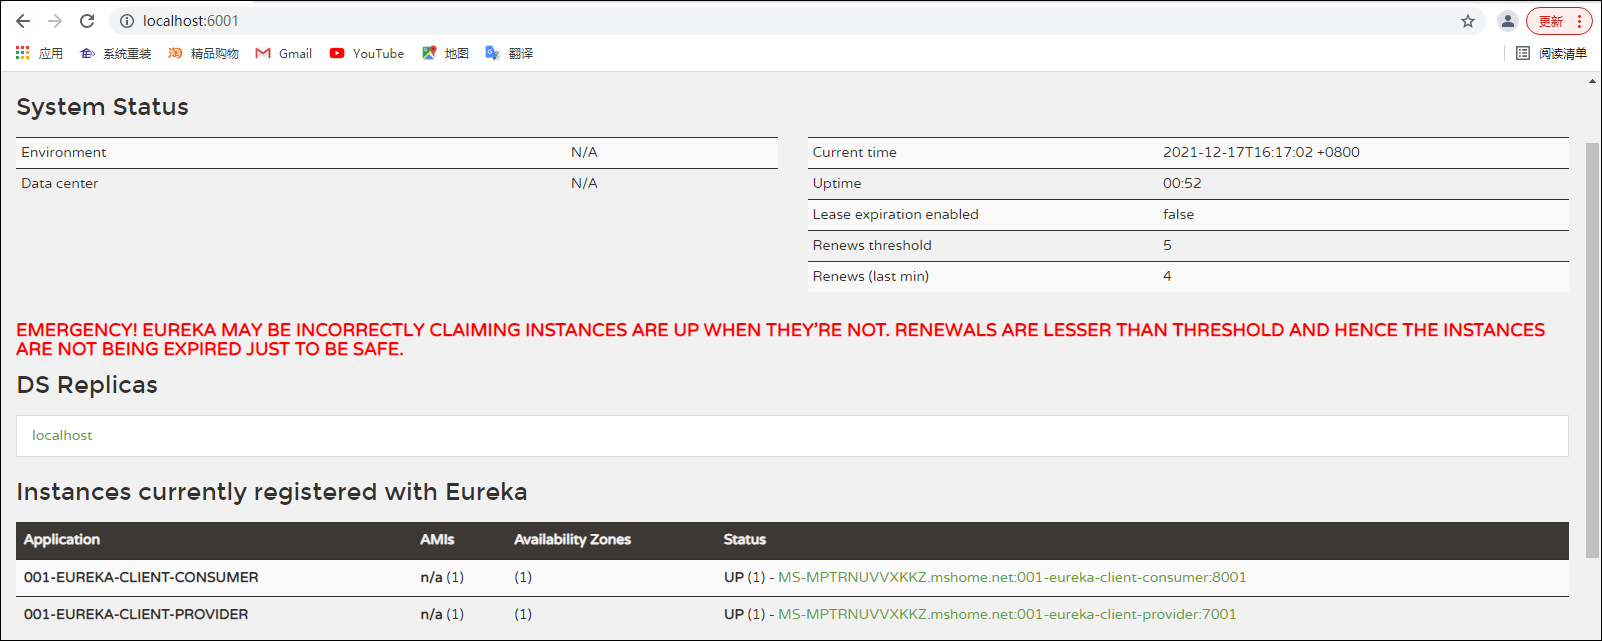 localhost:6001
更新
应用 系统重装 淘 精品购物 Gmail YouTube 地图 翻译 阅读清单
System Status
Environment N/A
Data center N/A
Current time 2021-12-17T16:17:02 +0800
Uptime 00:52
Lease expiration enabled false
Renews threshold 5
Renews (last min) 4
EMERGENCY! EUREKA MAY BE INCORRECTLY CLAIMING INSTANCES ARE UP WHEN THEY'RE NOT. RENEWALS ARE LESSER THAN THRESHOLD AND HENCE THE INSTANCES
ARE NOT BEING EXPIRED JUST TO BE SAFE.
DS Replicas
localhost
Instances currently registered with Eureka
Application AMIs Availability Zones Status
001-EUREKA-CLIENT-CONSUMER n/a (1) (1) UP (1) - MS-MPTRNUVVXKKZ.mshome.net:001-eureka-client-consumer:8001
001-EUREKA-CLIENT-PROVIDER n/a (1) (1) UP (1) - MS-MPTRNUVVXKKZ.mshome.net:001-eureka-client-provider:7001